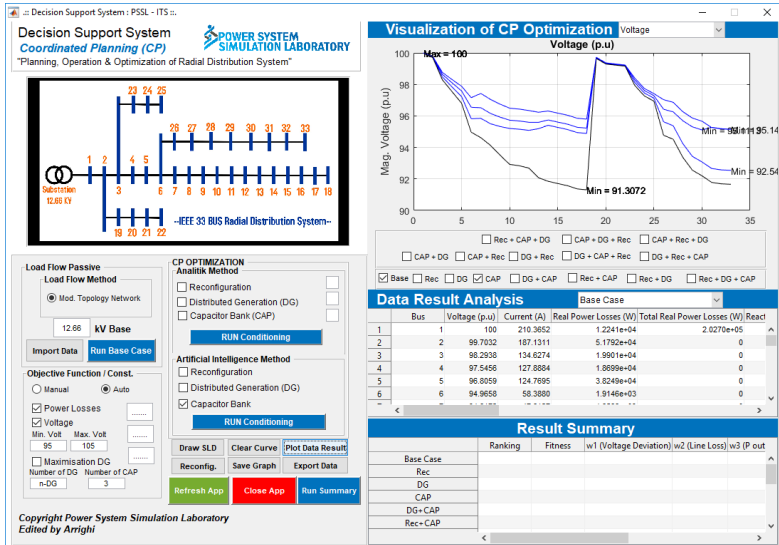 .:: Decision Support System : PSSL - ITS ::.
Decision Support System
Coordinated Planning (CP)
POWER SYSTEM
SIMULATION LABORATORY
"Planning, Operation & Optimization of Radial Distribution System"
23 24 25
26 27 28 29 30 31 32 33
1 2 4 5
Substation
12.66 KV
3 6 7 8 9 10 11 12 13 14 15 16 17 18
19 20 21 22
--IEEE 33 BUS Radial Distribution System--
Load Flow Passive
Load Flow Method
Mod. Topology Network
12.66 kV Base
Import Data Run Base Case
Objective Function / Const.
Manual Auto
Power Losses
.......
Voltage
Min. Volt Max. Volt
.......
95 105
Maximisation DG
.......
Number of DG Number of CAP
n-DG 3
CP OPTIMIZATION
Analitik Method
Reconfiguration
Distributed Generation (DG)
Capacitor Bank (CAP)
RUN Conditioning
Artificial Intelligence Method
Reconfiguration
Distributed Generation (DG)
Capacitor Bank
RUN Conditioning
Draw SLD Clear Curve Plot Data Result
Reconfig. Save Graph Export Data
Refresh App Close App Run Summary
Copyright Power System Simulation Laboratory
Edited by Arrighi
Visualization of CP Optimization Voltage
Voltage (p.u)
Mag. Voltage (p.u)
100
98
96
94
92
90
0 5 10 15 20 25 30 35
Max = 100
Min = 91.3072
Rec + CAP + DG CAP + DG + Rec CAP + Rec + DG
CAP + DG CAP + Rec DG + Rec DG + CAP + Rec DG + Rec + CAP
Base Rec DG CAP DG + CAP Rec + CAP Rec + DG Rec + DG + CAP
Data Result Analysis Base Case
Bus Voltage (p.u) Current (A) Real Power Losses (W) Total Real Power Losses (W) React
1 1 100 210.3652 1.2241e+04 2.0270e+05
2 2 99.7032 187.1311 5.1792e+04 0
3 3 98.2938 134.6274 1.9901e+04 0
4 4 97.5456 127.8884 1.8699e+04 0
5 5 96.8059 124.7695 3.8249e+04 0
6 6 94.9658 58.3880 1.9146e+03 0
Result Summary
Ranking Fitness w1 (Voltage Deviation) w2 (Line Loss) w3 (P out
Base Case
Rec
DG
CAP
DG+CAP
Rec+CAP